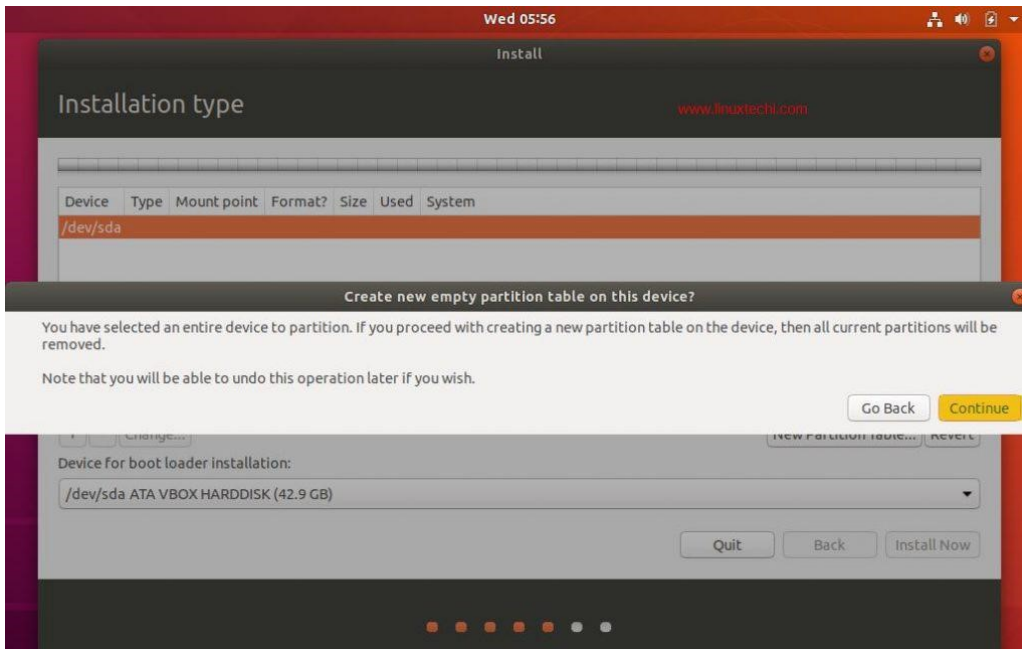 Wed 05:56
Install
Installation type
www.linuxtechi.com
Device Type Mount point Format? Size Used System
/dev/sda
Create new empty partition table on this device?
You have selected an entire device to partition. If you proceed with creating a new partition table on the device, then all current partitions will be
removed.
Note that you will be able to undo this operation later if you wish.
Go Back Continue
Change... New Partition Table... Revert
Device for boot loader installation:
/dev/sda ATA VBOX HARDDISK (42.9 GB)
Quit Back Install Now